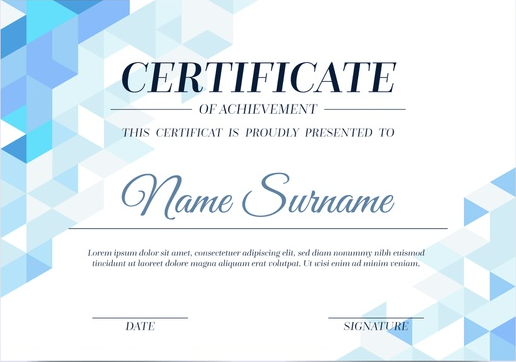 CERTIFICATE
OF ACHIEVEMENT
THIS CERTIFICAT IS PROUDLY PRESENTED TO
Name Surname
Lorem ipsum dolor sit amet, consectetuer adipiscing elit, sed diam nonummy nibh euismod
tincidunt ut laoreet dolore magna aliquam erat volutpat. Ut wisi enim ad minim veniam,
DATE
SIGNATURE